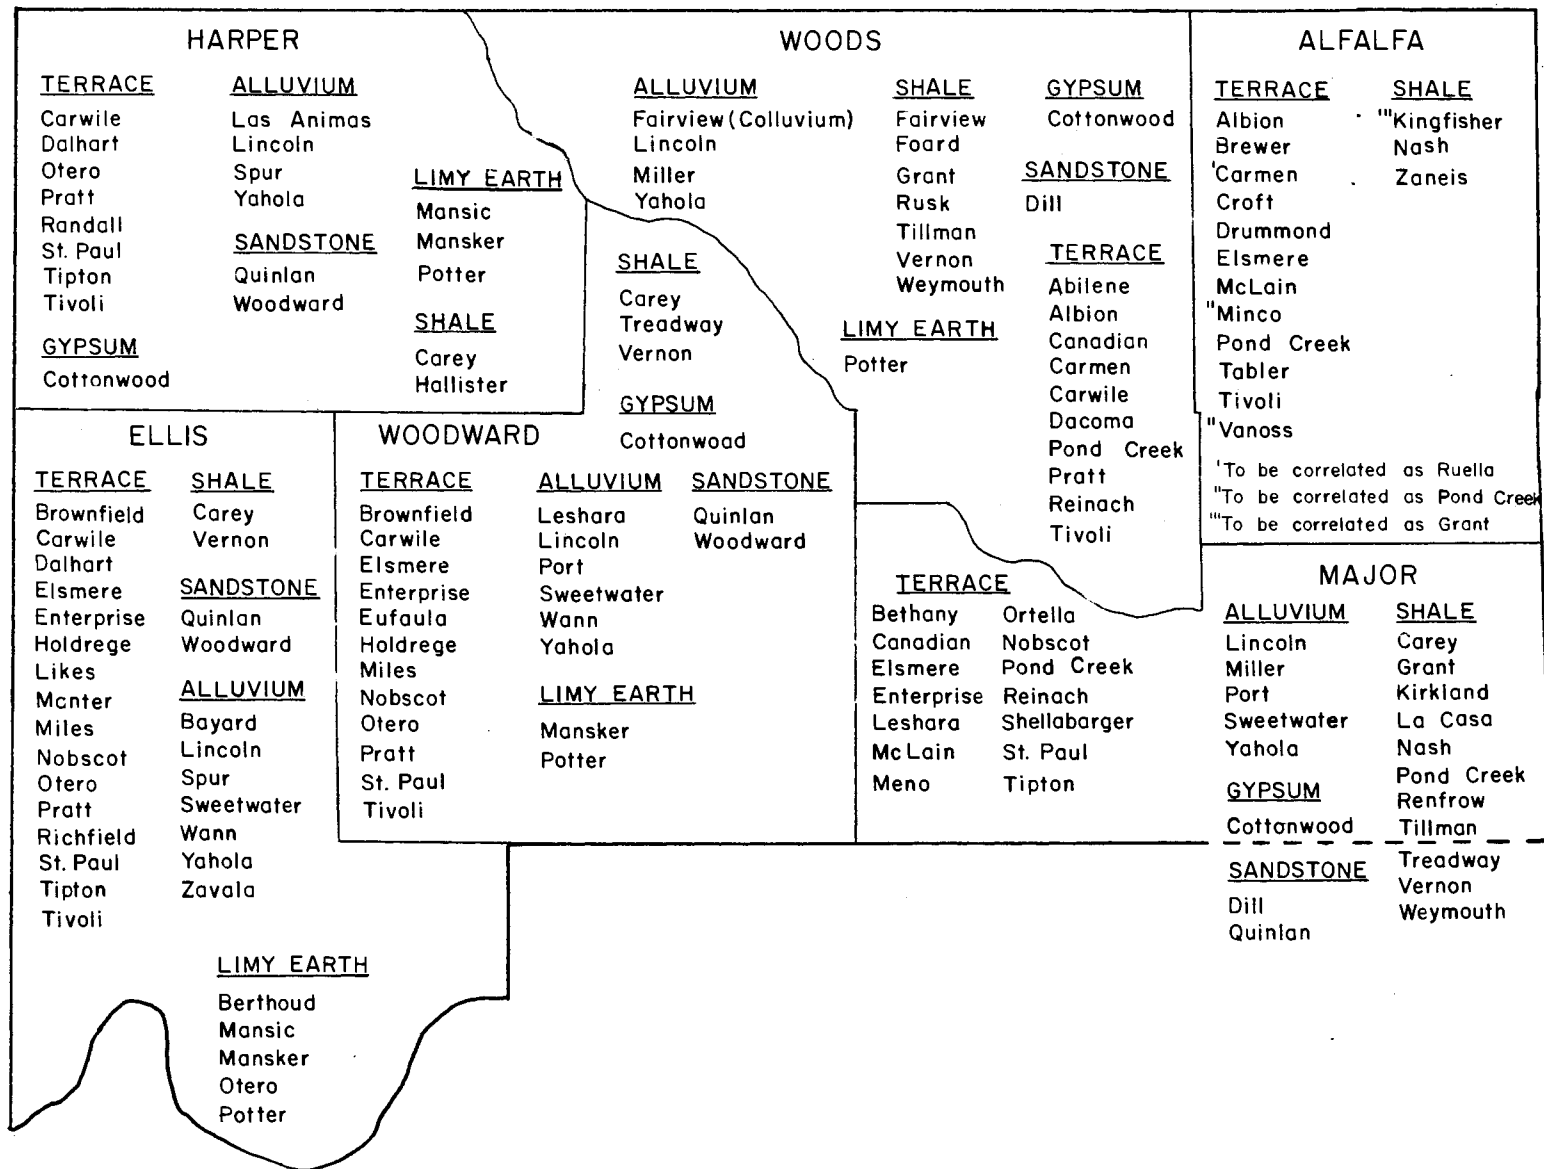 HARPER
TERRACE
Carwile
Dalhart
Otero
Pratt
Randall
St. Paul
Tipton
Tivoli
GYPSUM
Cottonwood
ALLUVIUM
Las Animas
Lincoln
Spur
Yahola
SANDSTONE
Quinlan
Woodward
LIMY EARTH
Mansic
Mansker
Potter
SHALE
Carey
Hallister
WOODS
ALLUVIUM
Fairview (Colluvium)
Lincoln
Miller
Yahola
SHALE
Fairview
Foard
Grant
Rusk
Tillman
Vernon
Weymouth
LIMY EARTH
Potter
GYPSUM
Cottonwood
SANDSTONE
Dill
TERRACE
Abilene
Albion
Canadian
Carmen
Carwile
Dacoma
Pond Creek
Pratt
Reinach
Tivoli
ALFALFA
TERRACE
Albion
Brewer
'Carmen
Croft
Drummond
Elsmere
McLain
"Minco
Pond Creek
Tabler
Tivoli
"Vanoss
SHALE
'''Kingfisher
Nash
Zaneis
'To be correlated as Ruella
"To be correlated as Pond Creek
'''To be correlated as Grant
ELLIS
TERRACE
Brownfield
Carwile
Dalhart
Elsmere
Enterprise
Holdrege
Likes
Manter
Miles
Nobscot
Otero
Pratt
Richfield
St. Paul
Tipton
Tivoli
SHALE
Carey
Vernon
SANDSTONE
Quinlan
Woodward
ALLUVIUM
Bayard
Lincoln
Spur
Sweetwater
Wann
Yahola
Zavala
LIMY EARTH
Berthoud
Mansic
Mansker
Otero
Potter
WOODWARD
SHALE
Carey
Treadway
Vernon
GYPSUM
Cottonwood
TERRACE
Brownfield
Carwile
Elsmere
Enterprise
Eufaula
Holdrege
Miles
Nobscot
Otero
Pratt
St. Paul
Tivoli
ALLUVIUM
Leshara
Lincoln
Port
Sweetwater
Wann
Yahola
LIMY EARTH
Mansker
Potter
SANDSTONE
Quinlan
Woodward
MAJOR
TERRACE
Bethany
Canadian
Elsmere
Enterprise
Leshara
McLain
Meno
Ortella
Nobscot
Pond Creek
Reinach
Shellabarger
St. Paul
Tipton
ALLUVIUM
Lincoln
Miller
Port
Sweetwater
Yahola
GYPSUM
Cottonwood
SANDSTONE
Dill
Quinlan
SHALE
Carey
Grant
Kirkland
La Casa
Nash
Pond Creek
Renfrow
Tillman
Treadway
Vernon
Weymouth